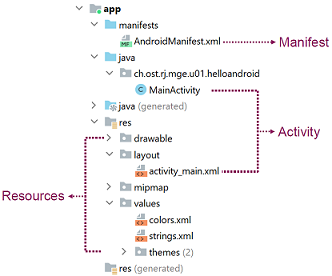 app
manifests
AndroidManifest.xml
Manifest
java
ch.ost.rj.mge.u01.helloandroid
MainActivity
java (generated)
Activity
res
drawable
layout
activity_main.xml
Resources
mipmap
values
colors.xml
strings.xml
themes (2)
res (generated)